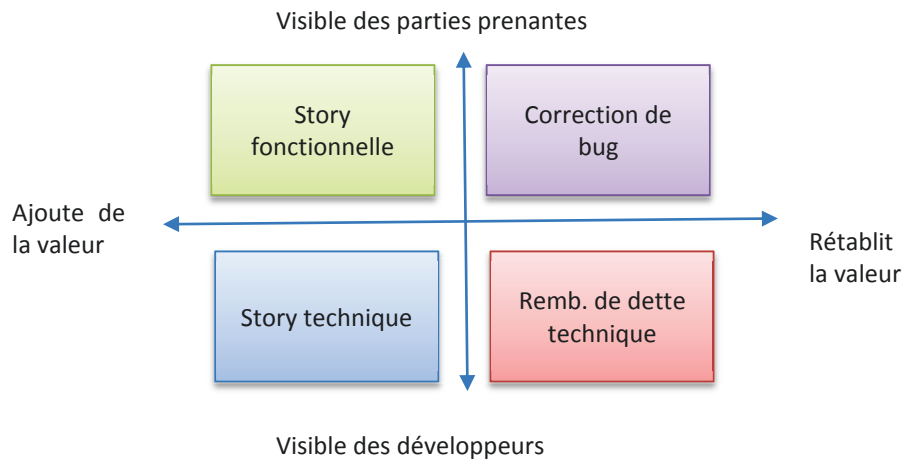 Visible des parties prenantes
Story
fonctionnelle
Correction de
bug
Ajoute de
la valeur
Rétablit
la valeur
Story technique
Remb. de dette
technique
Visible des développeurs